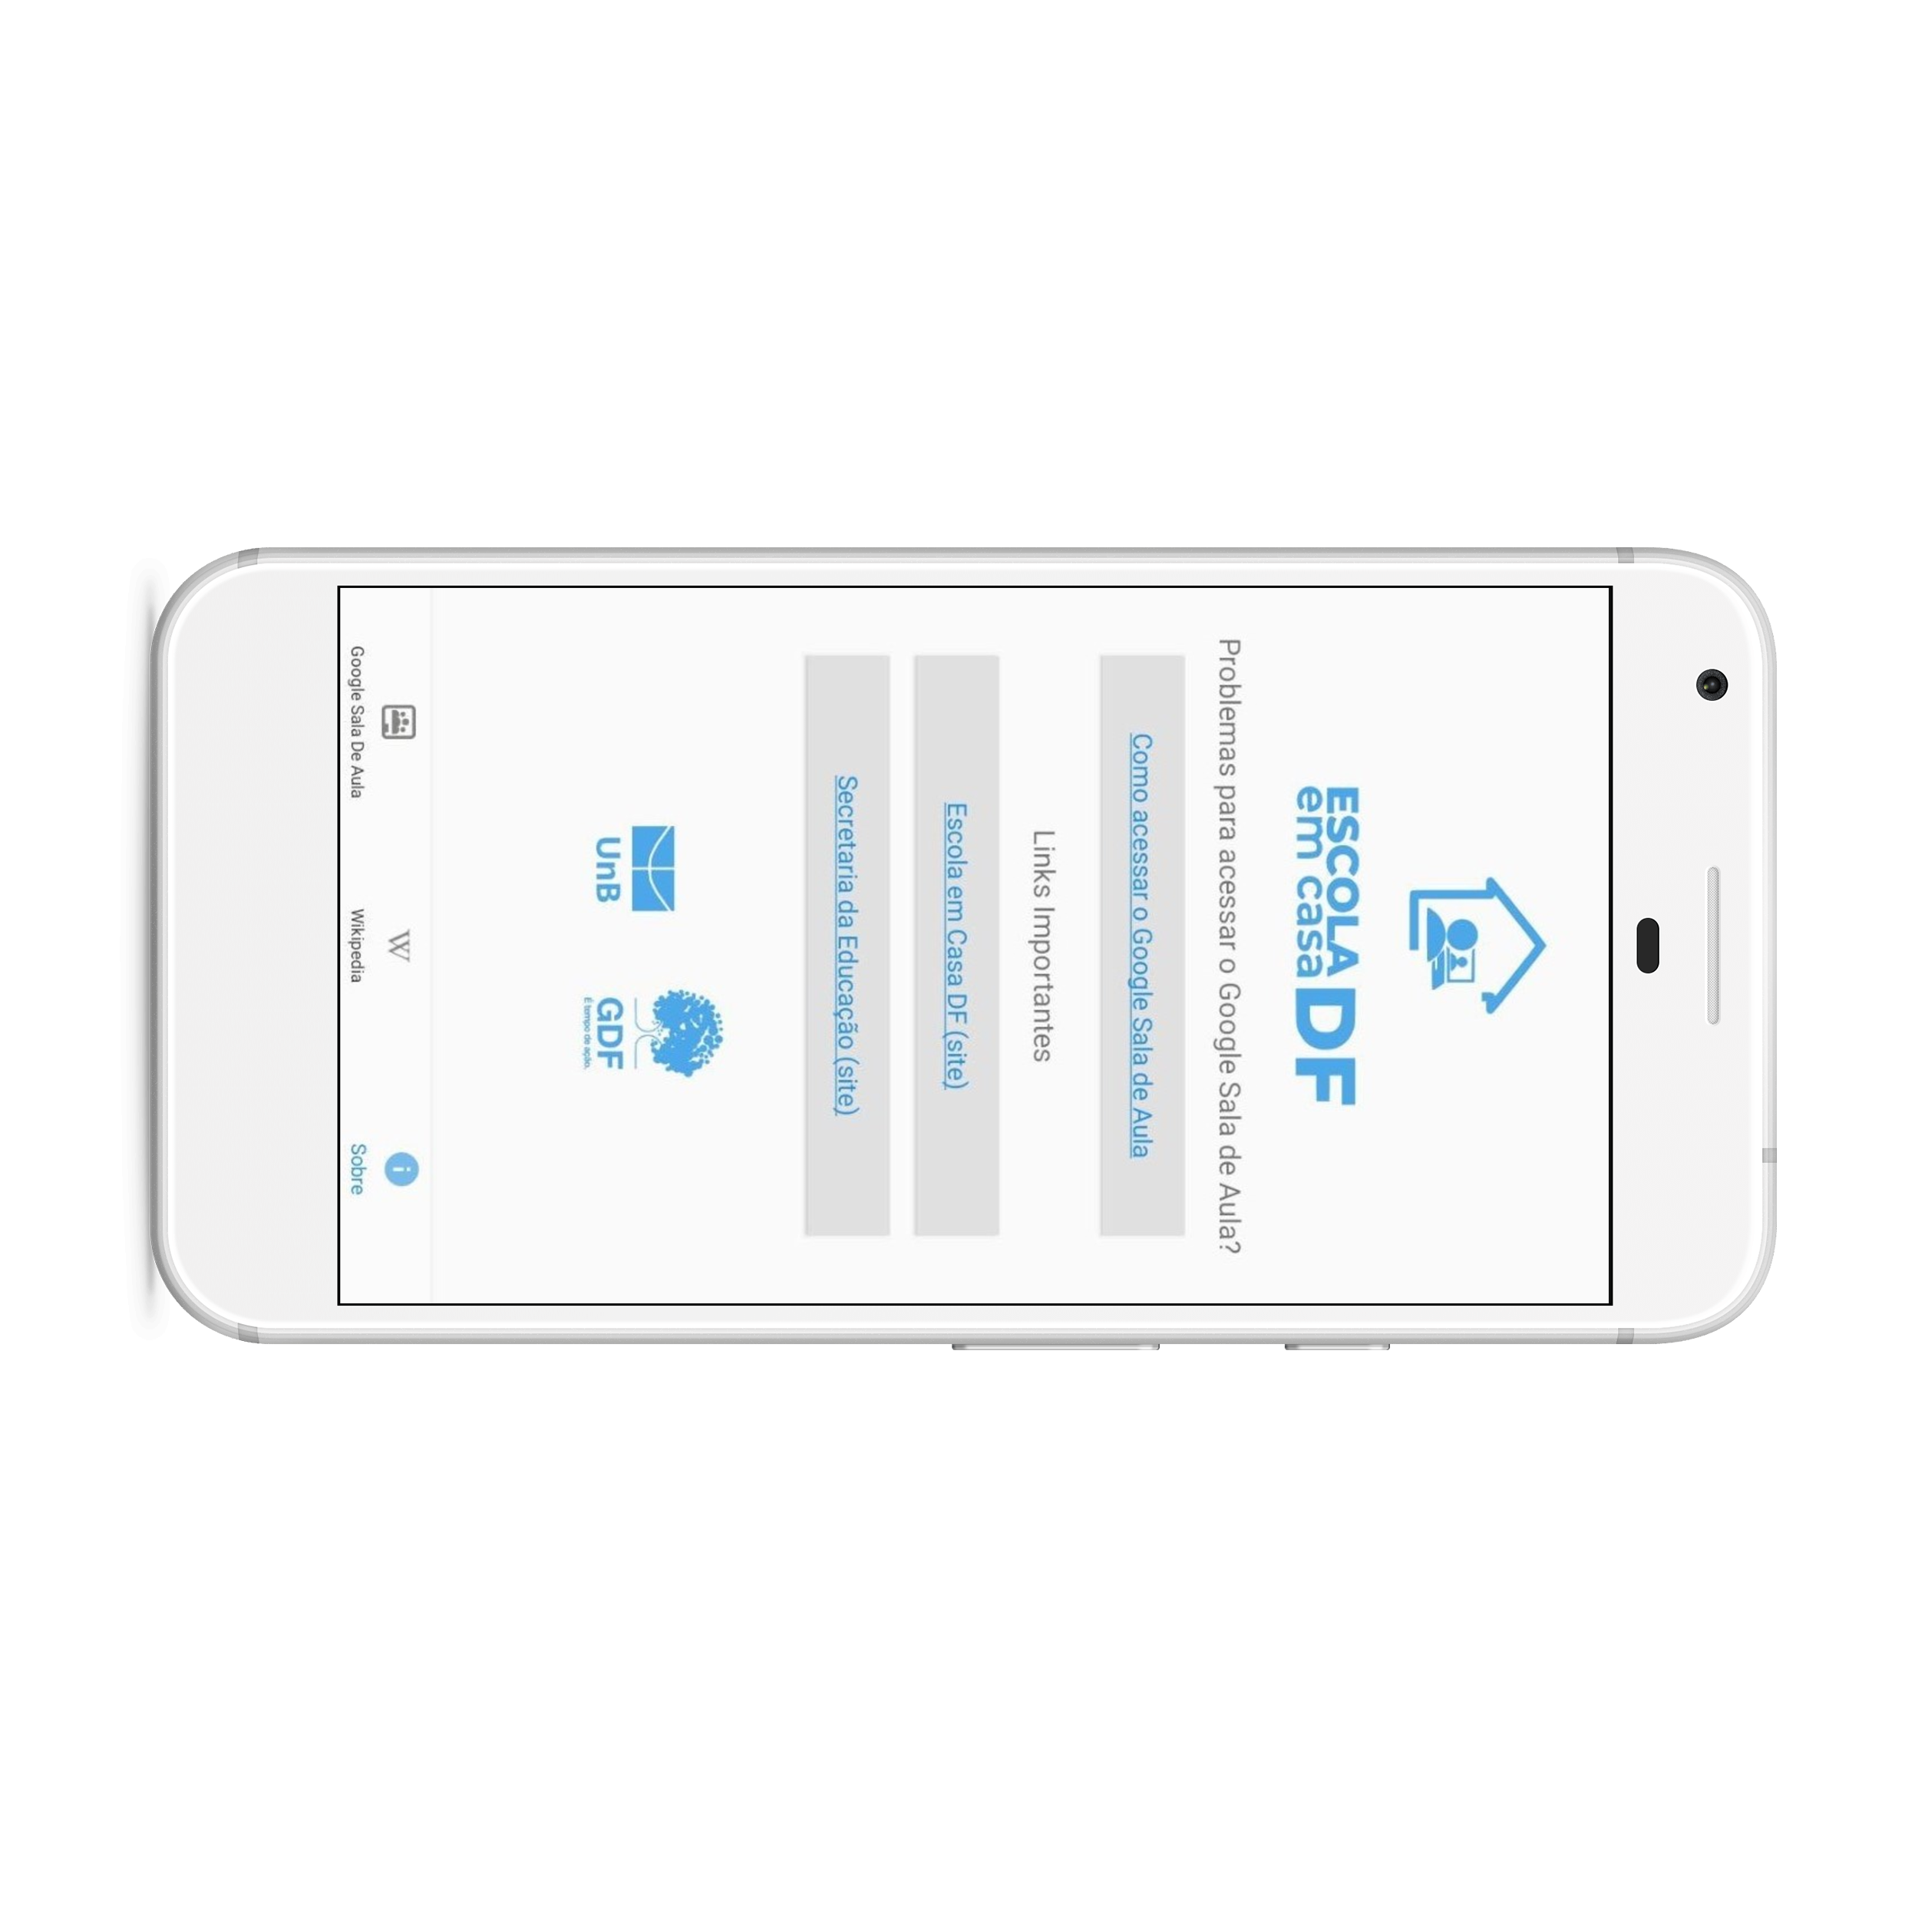 ESCOLA
em casa DF
Problemas para acessar o Google Sala de Aula?
Como acessar o Google Sala de Aula
Links Importantes
Escola em Casa DF (site)
Secretaria da Educação (site)
UnB
GDF
É tempo de ação.
Google Sala De Aula
W
Wikipedia
i
Sobre